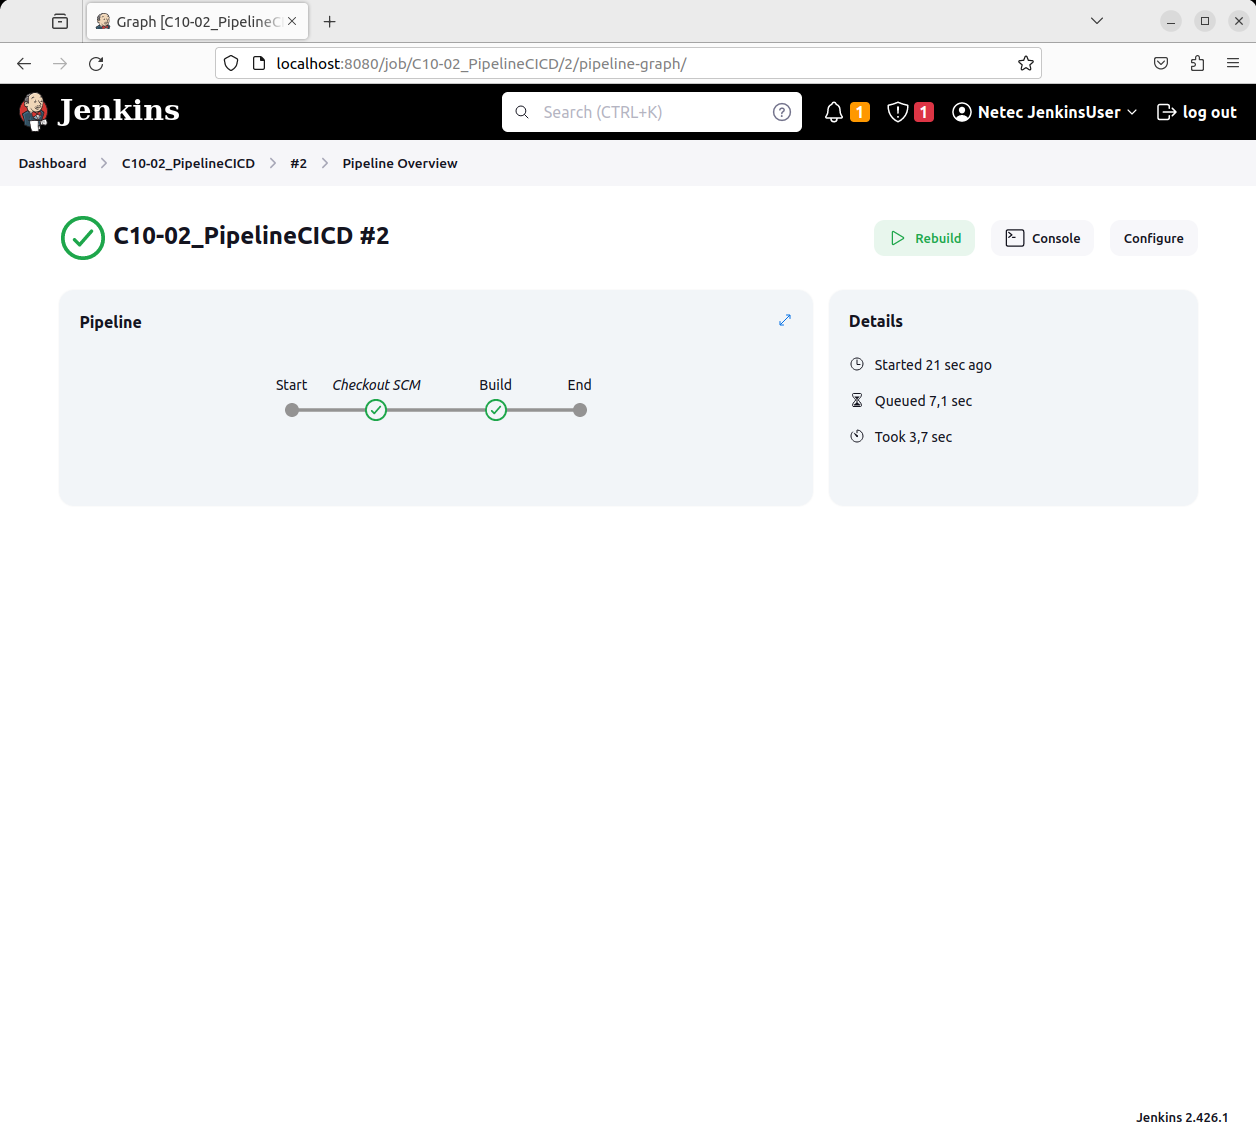 Graph [C10-02_PipelineCI
localhost:8080/job/C10-02_PipelineCICD/2/pipeline-graph/
Jenkins
Search (CTRL+K)
1
1
Netec JenkinsUser
log out
Dashboard
C10-02_PipelineCICD
#2
Pipeline Overview
C10-02_PipelineCICD #2
Rebuild
Console
Configure
Pipeline
Start
Checkout SCM
Build
End
Details
Started 21 sec ago
Queued 7,1 sec
Took 3,7 sec
Jenkins 2.426.1